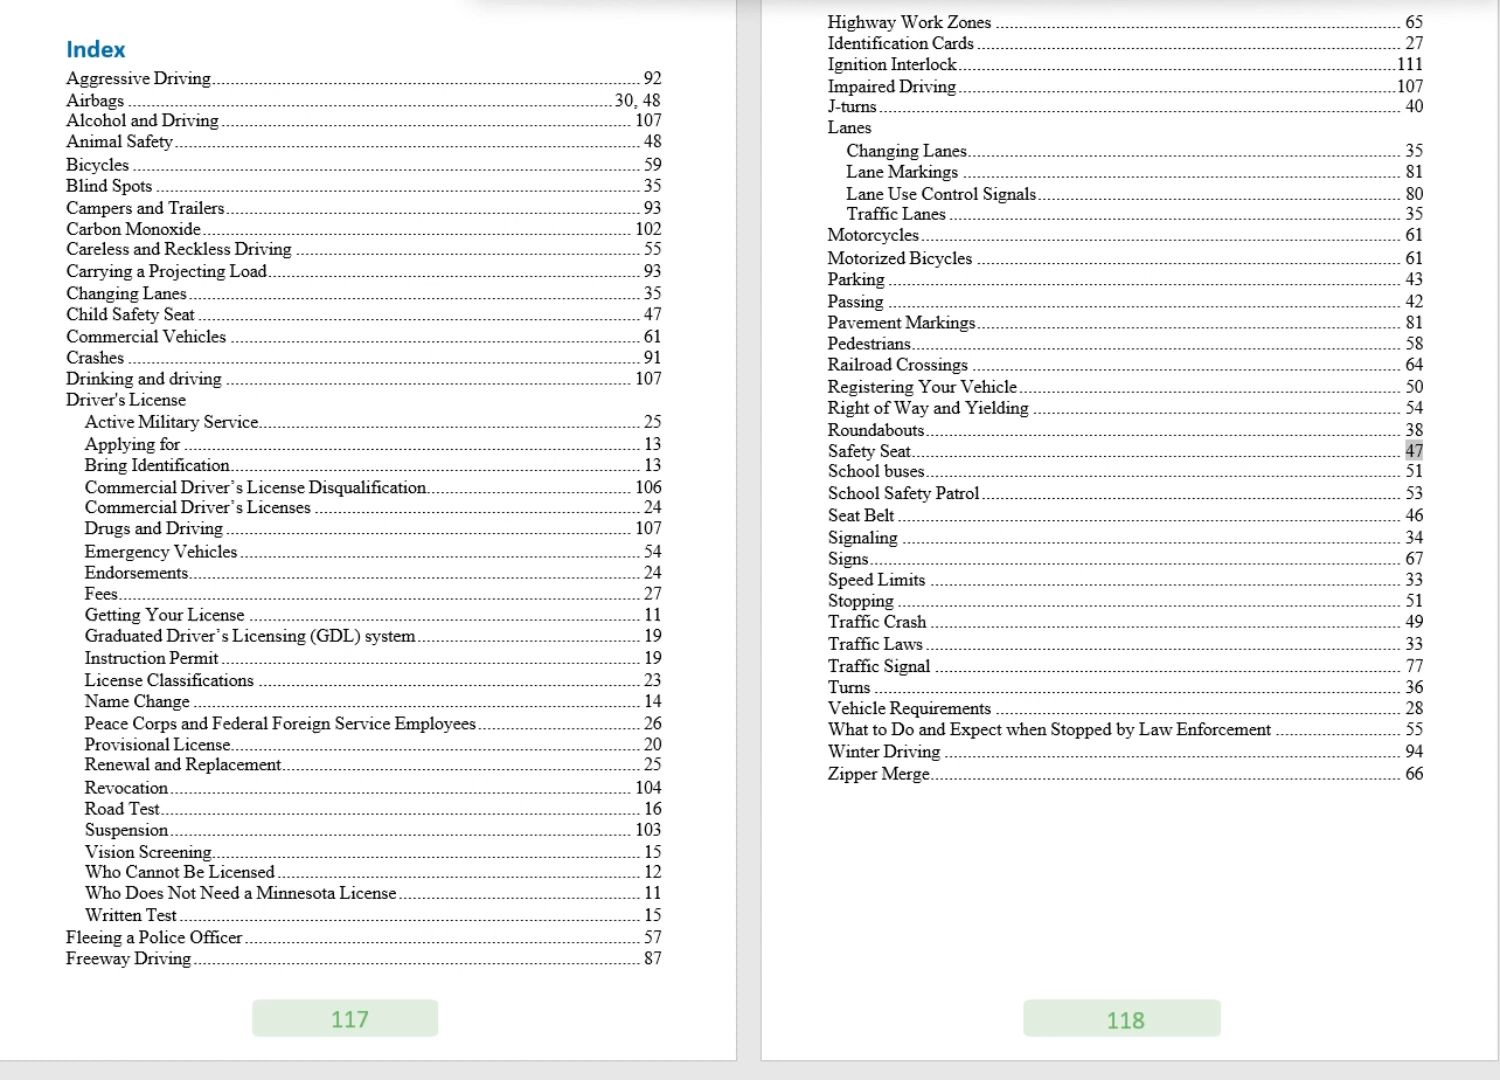 Index
Aggressive Driving 92
Airbags 30, 48
Alcohol and Driving 107
Animal Safety 48
Bicycles 59
Blind Spots 35
Campers and Trailers 93
Carbon Monoxide 102
Careless and Reckless Driving 55
Carrying a Projecting Load 93
Changing Lanes 35
Child Safety Seat 47
Commercial Vehicles 61
Crashes 91
Drinking and driving 107
Driver's License
Active Military Service 25
Applying for 13
Bring Identification 13
Commercial Driver's License Disqualification 106
Commercial Driver's Licenses 24
Drugs and Driving 107
Emergency Vehicles 54
Endorsements 24
Fees 27
Getting Your License 11
Graduated Driver's Licensing (GDL) system 19
Instruction Permit 19
License Classifications 23
Name Change 14
Peace Corps and Federal Foreign Service Employees 26
Provisional License 20
Renewal and Replacement 25
Revocation 104
Road Test 16
Suspension 103
Vision Screening 15
Who Cannot Be Licensed 12
Who Does Not Need a Minnesota License 11
Written Test 15
Fleeing a Police Officer 57
Freeway Driving 87
117
Highway Work Zones 65
Identification Cards 27
Ignition Interlock 111
Impaired Driving 107
J-turns 40
Lanes
Changing Lanes 35
Lane Markings 81
Lane Use Control Signals 80
Traffic Lanes 35
Motorcycles 61
Motorized Bicycles 61
Parking 43
Passing 42
Pavement Markings 81
Pedestrians 58
Railroad Crossings 64
Registering Your Vehicle 50
Right of Way and Yielding 54
Roundabouts 38
Safety Seat 47
School buses 51
School Safety Patrol 53
Seat Belt 46
Signaling 34
Signs 67
Speed Limits 33
Stopping 51
Traffic Crash 49
Traffic Laws 33
Traffic Signal 77
Turns 36
Vehicle Requirements 28
What to Do and Expect when Stopped by Law Enforcement 55
Winter Driving 94
Zipper Merge 66
118